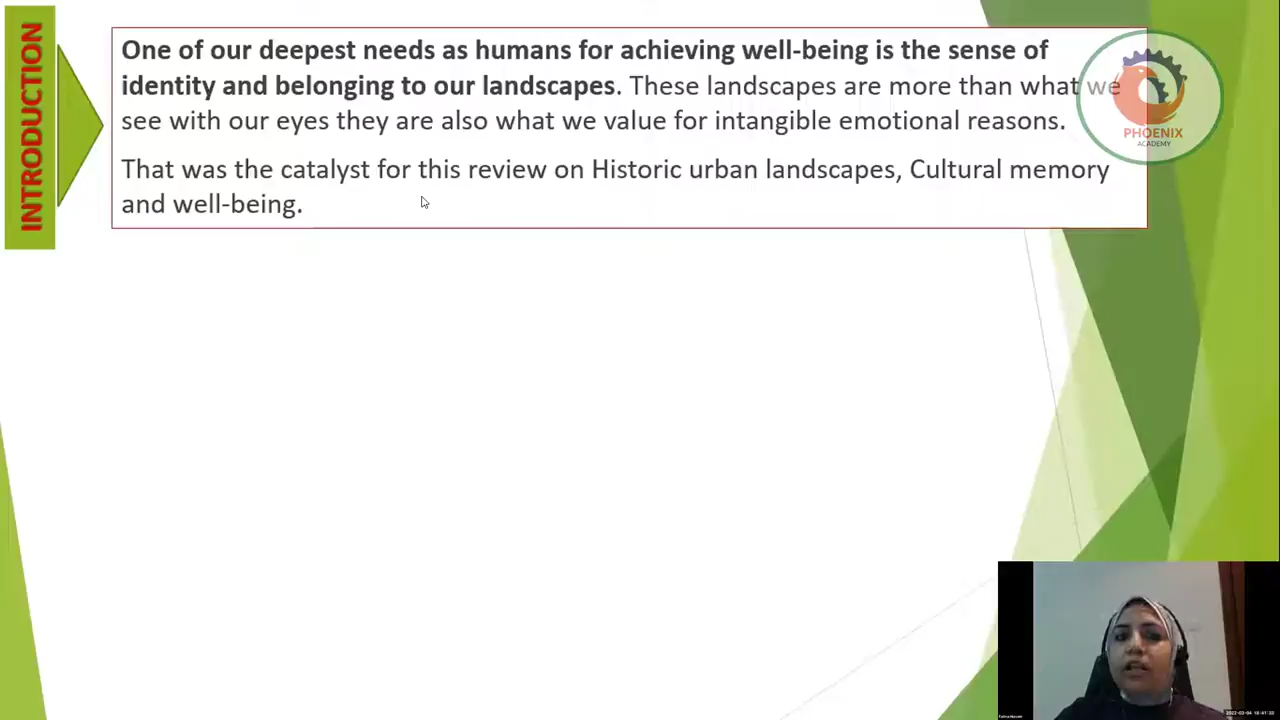 INTRODUCTION
One of our deepest needs as humans for achieving well-being is the sense of
identity and belonging to our landscapes. These landscapes are more than what we
see with our eyes they are also what we value for intangible emotional reasons.
That was the catalyst for this review on Historic urban landscapes, Cultural memory
and well-being.
PHOENIX
ACADEMY